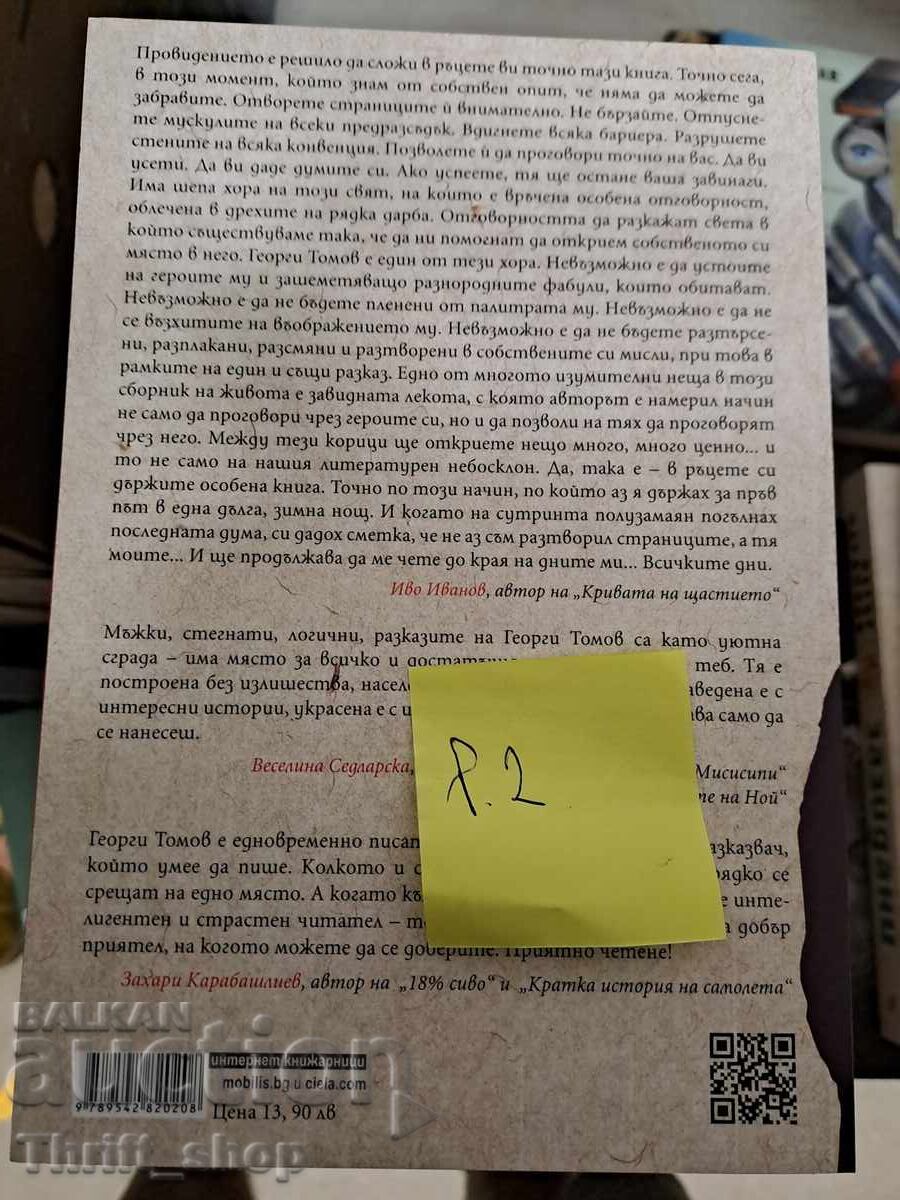 Провидението е решило да сложи в ръцете ви точно тази книга. Точно сега,
в този момент, който знам от собствен опит, че няма да можете да
забравите. Отворете страниците ѝ внимателно. Не бързайте. Отпусне-
те мускулите на всеки предразсъдък. Вдигнете всяка бариера. Разрушете
стените на всяка конвенция. Позволете ѝ да проговори точно на вас. Да ви
усети. Да ви даде думите си. Ако успеете, тя ще остане ваша завинаги.
Има шепа хора на този свят, на които е връчена особена отговорност,
облечена в дрехите на рядка дарба. Отговорността да разкажат света в
който съществуваме така, че да ни помогнат да открием собственото си
място в него. Георги Томов е един от тези хора. Невъзможно е да устоите
на героите му и зашеметяващо разнородните фабули, които обитават.
Невъзможно е да не бъдете пленени от палитрата му. Невъзможно е да не
се възхитите на въображението му. Невъзможно е да не бъдете разтърсе-
ни, разплакани, разсмяни и разтворени в собствените си мисли, при това в
рамките на един и същи разказ. Едно от многото изумителни неща в този
сборник на живота е завидната лекота, с която авторът е намерил начин
не само да проговори чрез героите си, но и да позволи на тях да проговорят
чрез него. Между тези корици ще откриете нещо много, много ценно... и
то не само на нашия литературен небосклон. Да, така е – в ръцете си
държите особена книга. Точно по този начин, по който аз я държах за пръв
път в една дълга, зимна нощ. И когато на сутринта полузамаян погълнах
последната дума, си дадох сметка, че не аз съм разтворил страниците, а тя
моите... И ще продължава да ме чете до края на дните ми... Всичките дни.
Иво Иванов, автор на „Кривата на щастието“
Мъжки, стегнати, логични, разказите на Георги Томов са като уютна
сграда – има място за всичко и теб. Тя е
построена без излишества, е с
интересни истории, украсена е с само да
се нанесеш.
Веселина Седларска, Мисисипи“
на Ной“
Георги Томов е едновременно
който умее да пише. Колкото и рядко се
срещат на едно място. А когато е инте-
лигентен и страстен читател – добър
приятел, на когото можете да се доверите. Приятно четене!
Захари Карабашлиев, автор на „18% сиво“ и „Кратка история на самолета“
P.2
BALKAN
auction
Thrift_shop
интернет книжарници
mobilis.bg и ciela.com
9 789542 820208
Цена 13, 90 лв